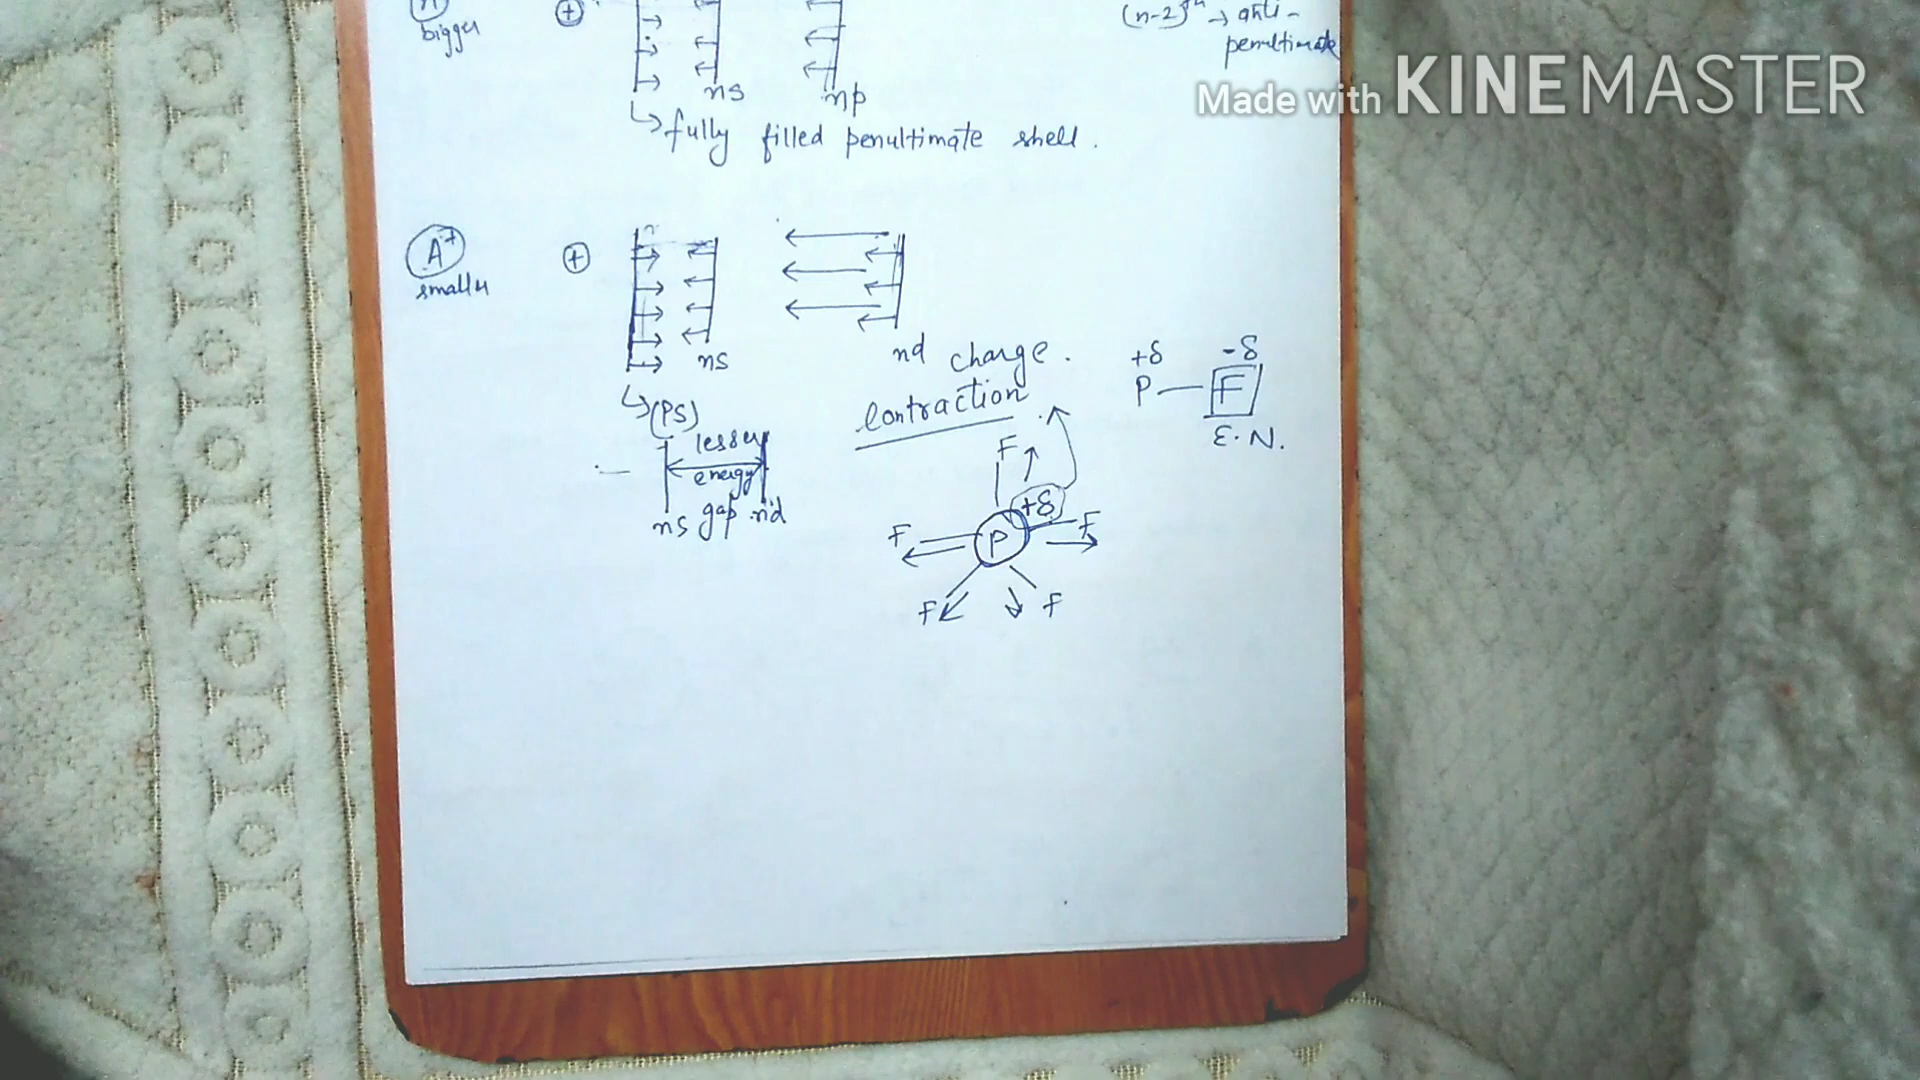 bigger
+
ns
np
(n-2)th → anti-
penultimate
Made with KINEMASTER
↳ fully filled penultimate shell.
A+
smaller
+
ns
nd
↳(PS)
charge.
contraction
+δ -δ
P — F
E.N.
lesser
energy
gap
ns nd
F
+δ
F P F
F F